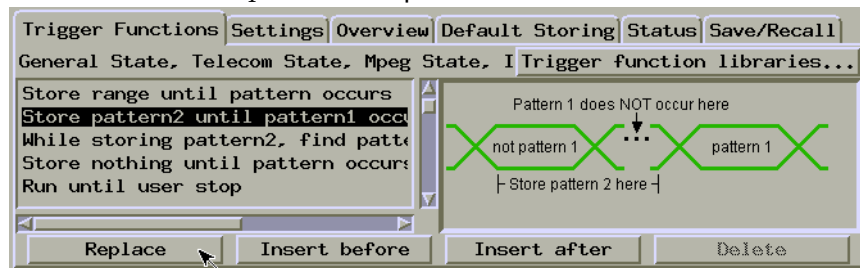 Trigger Functions Settings Overview Default Storing Status Save/Recall
General State, Telecom State, Mpeg State, I Trigger function libraries...
Store range until pattern occurs
Store pattern2 until pattern1 occu
While storing pattern2, find patte
Store nothing until pattern occurs
Run until user stop
Pattern 1 does NOT occur here
...
not pattern 1 pattern 1
Store pattern 2 here
Replace Insert before Insert after Delete